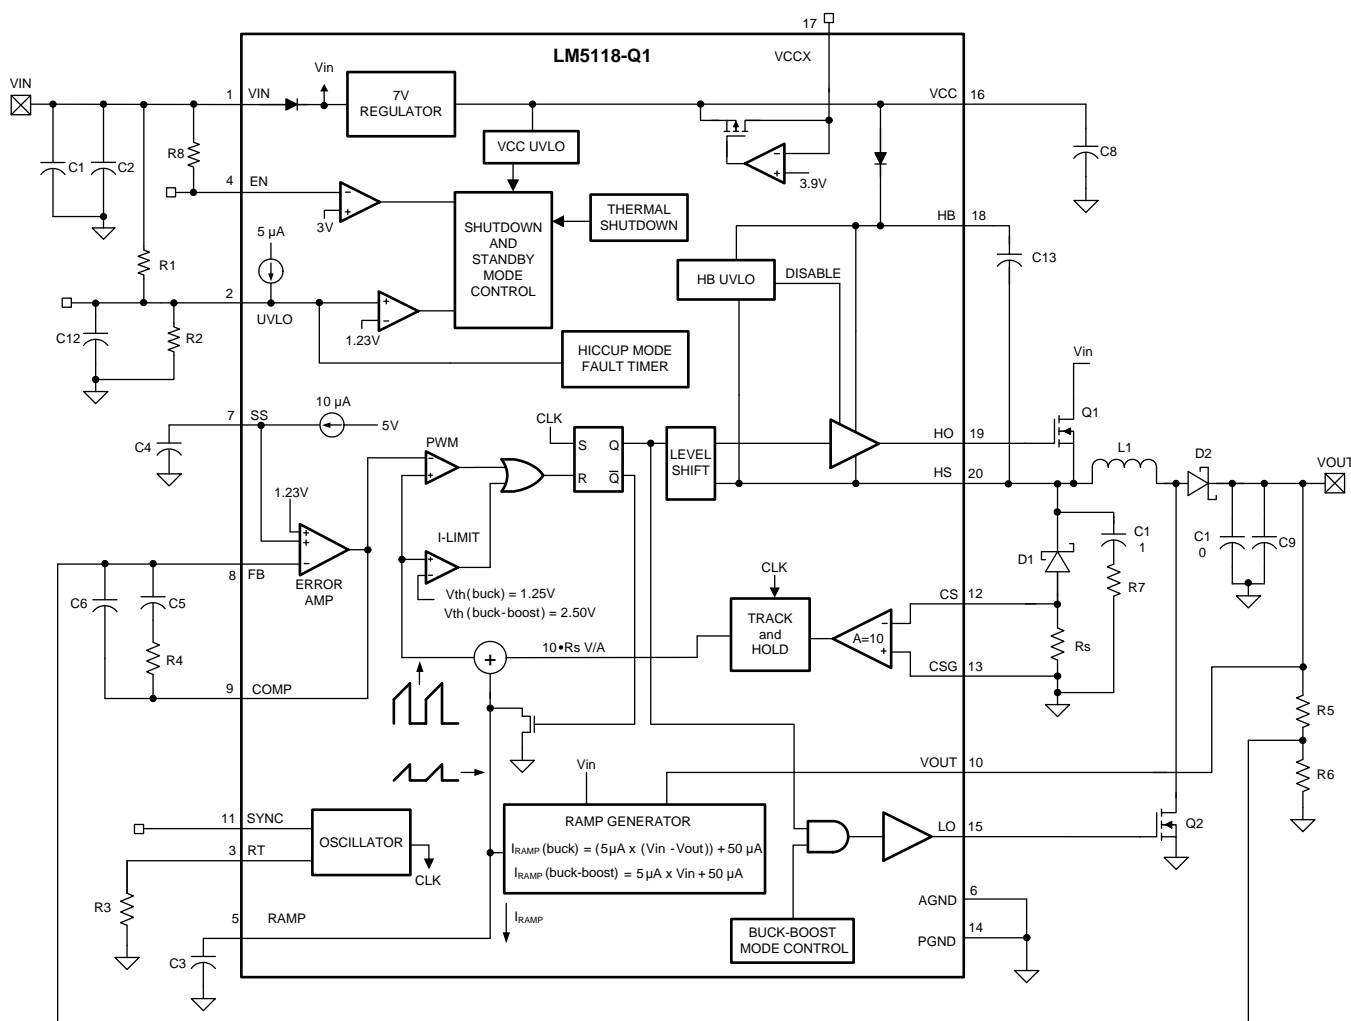 17
LM5118-Q1
VCCX
VIN
Vin
1
VIN
7V
REGULATOR
VCC
16
R8
VCC UVLO
C8
C1
C2
3.9V
4
EN
3V
THERMAL
SHUTDOWN
SHUTDOWN
AND
STANDBY
MODE
CONTROL
HB
18
5 µA
R1
C13
HB UVLO
DISABLE
2
UVLO
C12
R2
1.23V
HICCUP MODE
FAULT TIMER
Vin
10 µA
7
SS
5V
CLK
Q1
C4
PWM
S
Q
R
Q
LEVEL
SHIFT
HO
19
HS
20
L1
D2
VOUT
1.23V
I-LIMIT
C1
1
C1
0
C9
D1
8
FB
ERROR
AMP
CLK
R7
C6
C5
Vth (buck) = 1.25V
Vth (buck-boost) = 2.50V
CS
12
TRACK
and
HOLD
A=10
Rs
R4
10•Rs V/A
CSG
13
9
COMP
+
R5
Vin
VOUT
10
R6
11
SYNC
OSCILLATOR
RAMP GENERATOR
IRAMP (buck) = (5µA x (Vin -Vout)) + 50 µA
IRAMP (buck-boost) = 5 µA x Vin + 50 µA
LO
15
Q2
3
RT
CLK
R3
5
RAMP
IRAMP
AGND
6
BUCK-BOOST
MODE CONTROL
PGND
14
C3